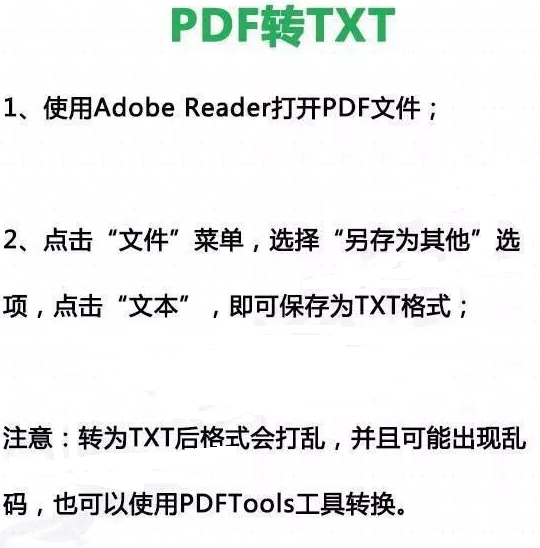 PDF转TXT
1、使用Adobe Reader打开PDF文件；
2、点击“文件”菜单，选择“另存为其他”选
项，点击“文本”，即可保存为TXT格式；
注意：转为TXT后格式会打乱，并且可能出现乱
码，也可以使用PDFTools工具转换。